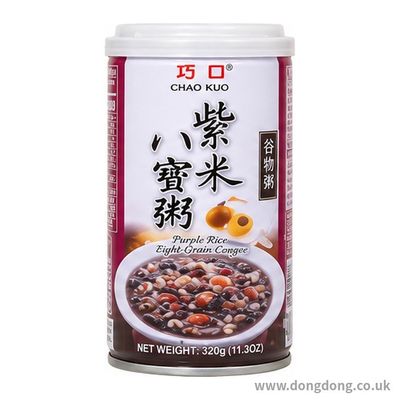 巧口®
CHAO KUO
紫米
八寶粥
谷物粥
Purple Rice
Eight-Grain Congee
NET WEIGHT: 320g (11.3OZ)
www.dongdong.co.uk